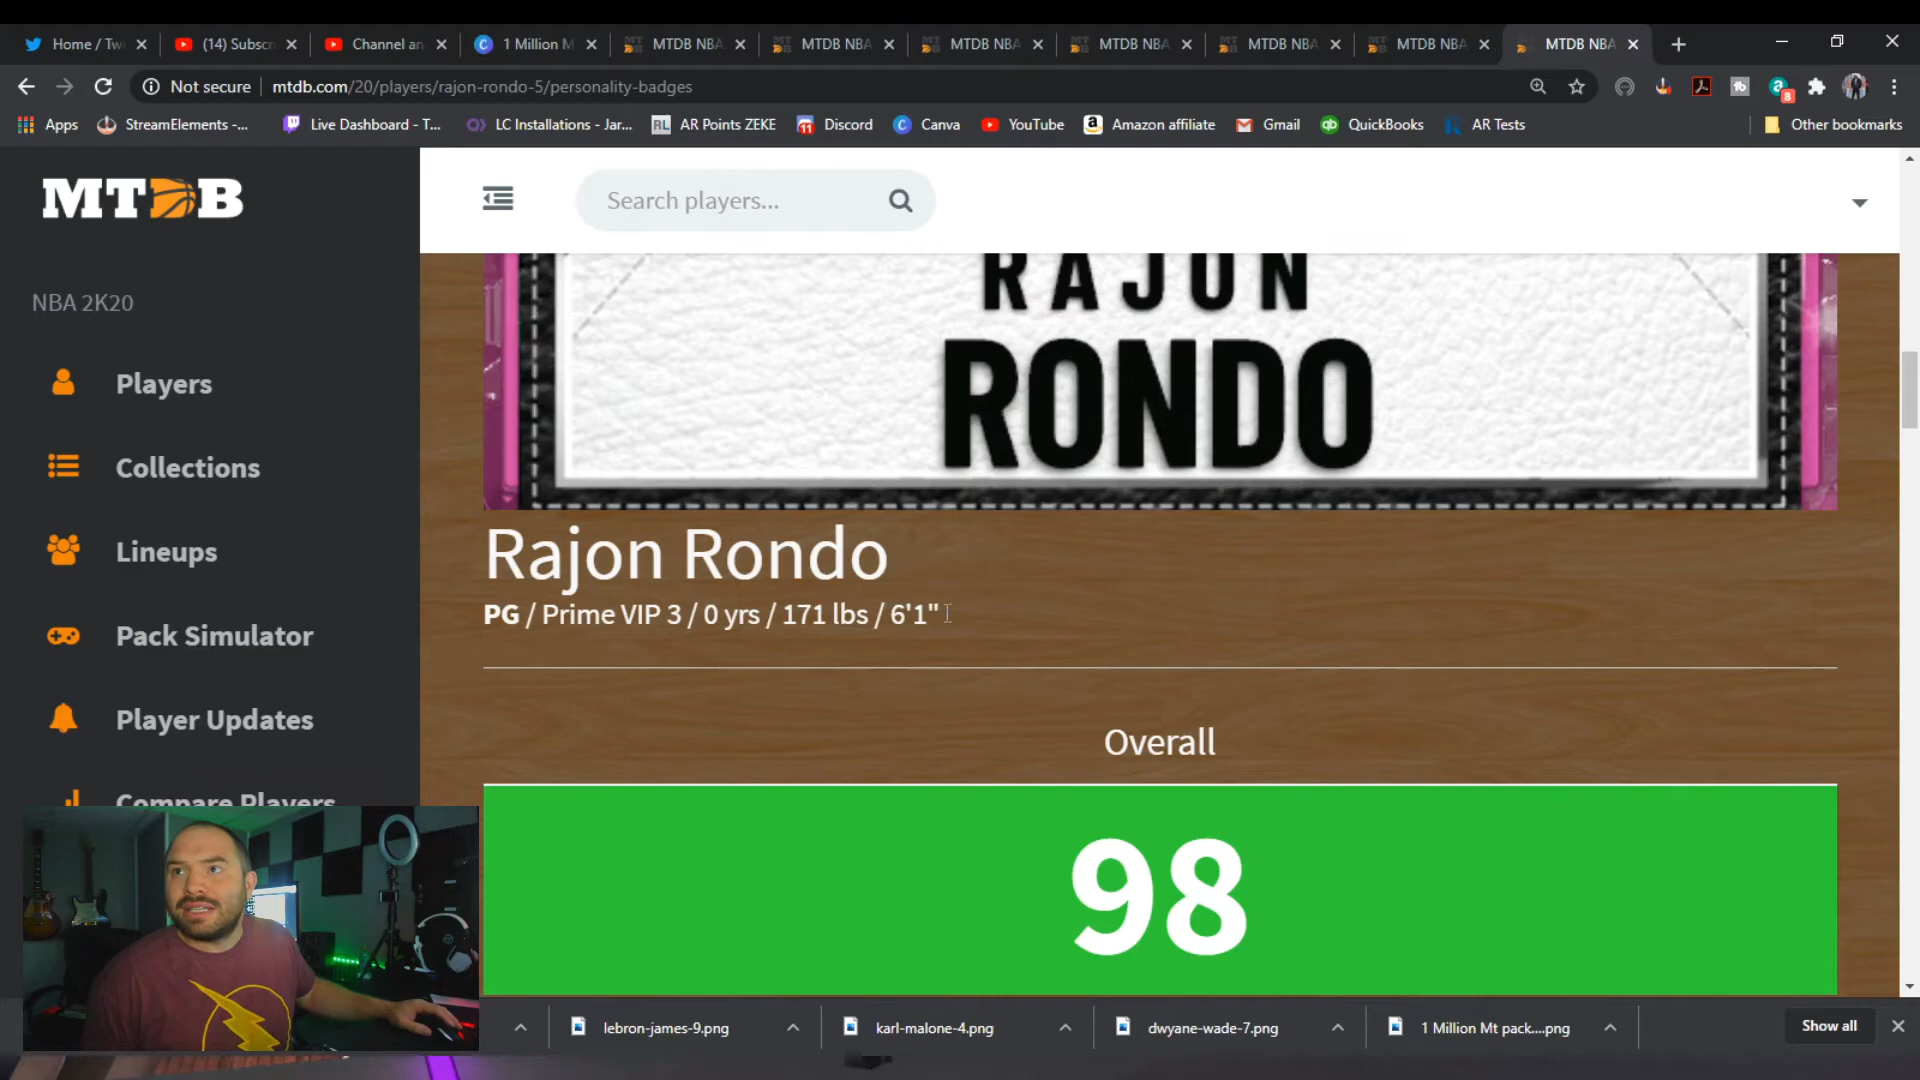 Home / Tw
(14) Subscr
Channel an
1 Million M
MTDB NBA
MTDB NBA
MTDB NBA
MTDB NBA
MTDB NBA
MTDB NBA
MTDB NBA
Not secure
mtdb.com/20/players/rajon-rondo-5/personality-badges
8
Apps
StreamElements -...
Live Dashboard - T...
LC Installations - Jar...
RL
AR Points ZEKE
11
Discord
Canva
YouTube
Amazon affiliate
Gmail
QuickBooks
AR Tests
Other bookmarks
MTDB
Search players...
NBA 2K20
Players
Collections
Lineups
Pack Simulator
Player Updates
Compare Players
RAJON
RONDO
Rajon Rondo
PG / Prime VIP 3 / 0 yrs / 171 lbs / 6'1"
Overall
98
lebron-james-9.png
karl-malone-4.png
dwyane-wade-7.png
1 Million Mt pack....png
Show all